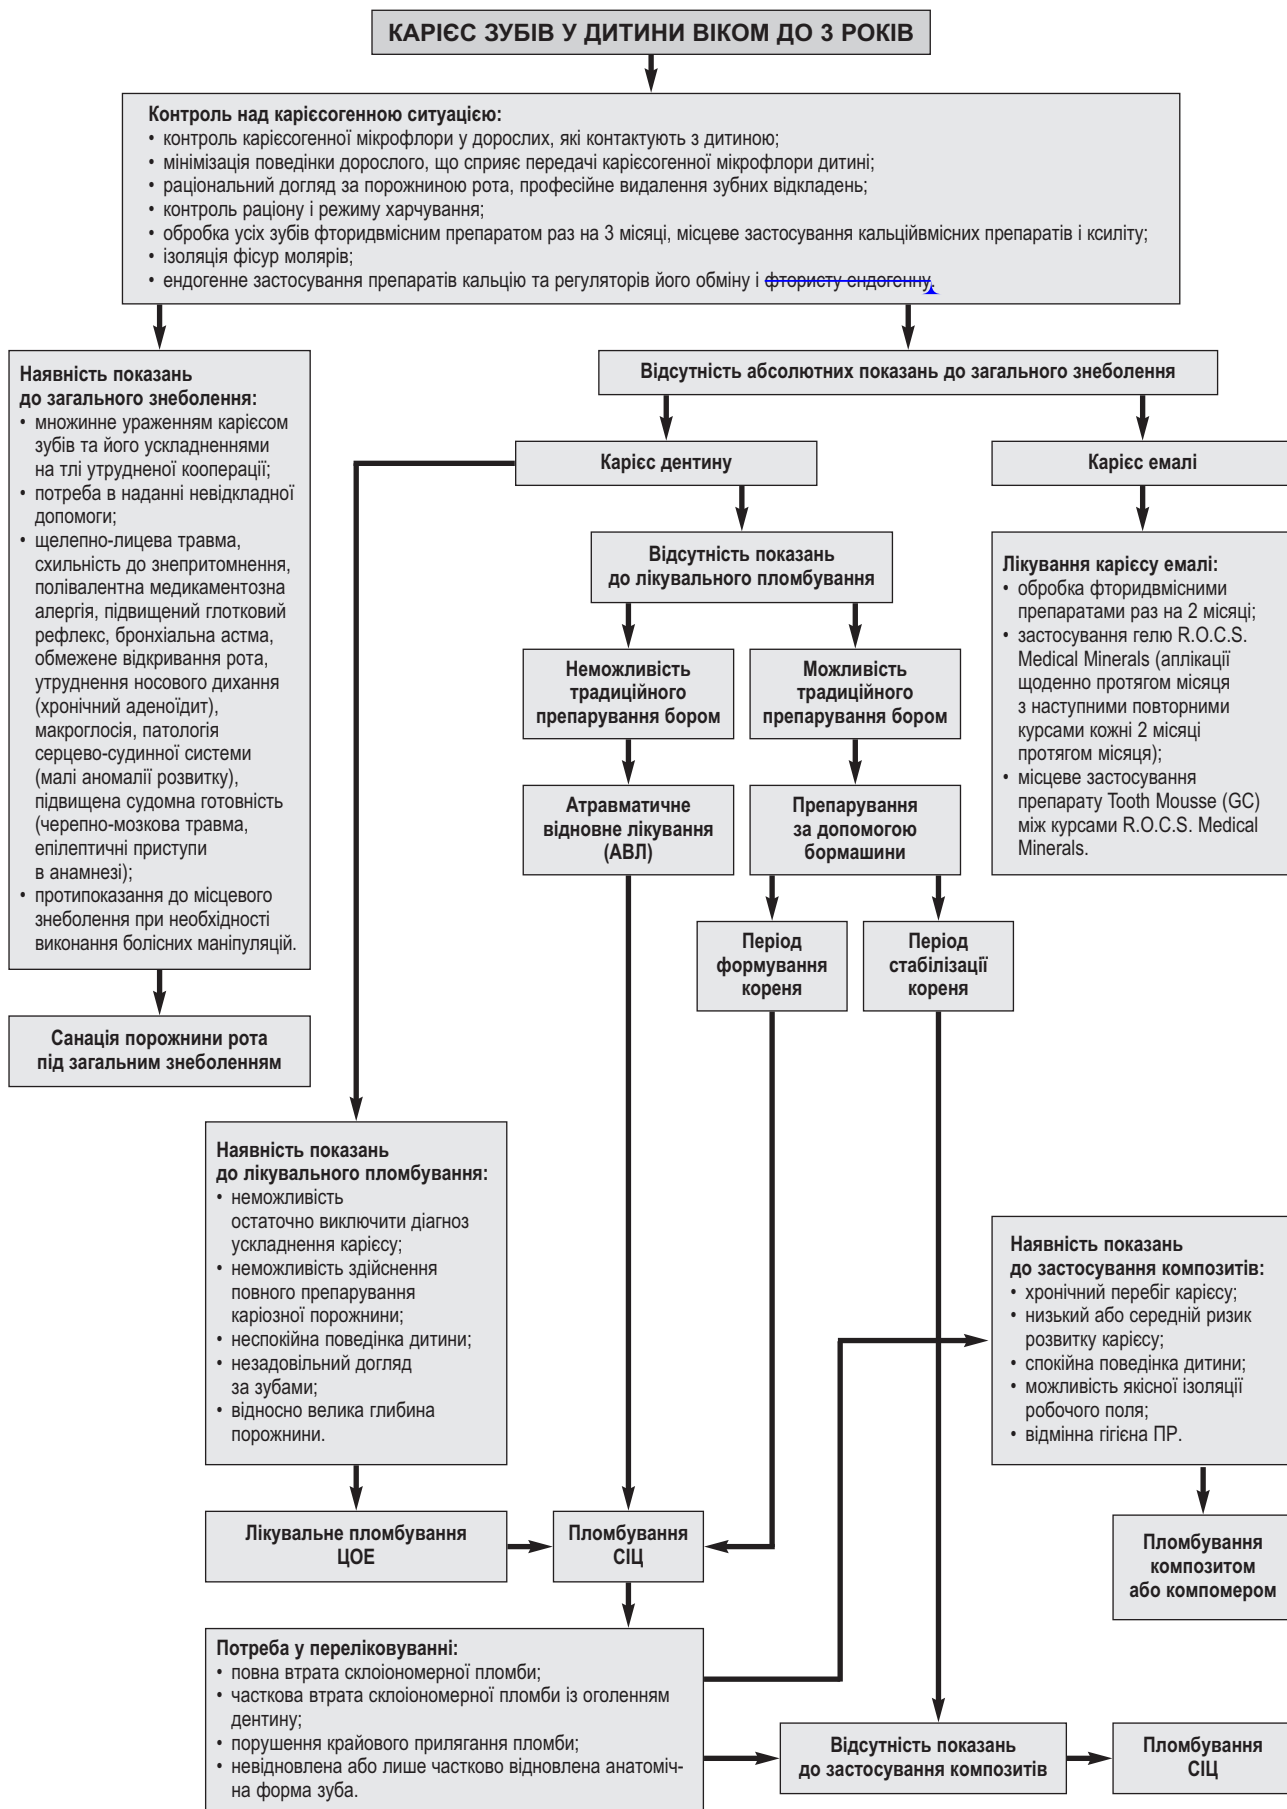 КАРІЄС ЗУБІВ У ДИТИНИ ВІКОМ ДО 3 РОКІВ
Контроль над карієсогенною ситуацією:
• контроль карієсогенної мікрофлори у дорослих, які контактують з дитиною;
• мінімізація поведінки дорослого, що сприяє передачі карієсогенної мікрофлори дитині;
• раціональний догляд за порожниною рота, професійне видалення зубних відкладень;
• контроль раціону і режиму харчування;
• обробка усіх зубів фторидвмісним препаратом раз на 3 місяці, місцеве застосування кальційвмісних препаратів і ксиліту;
• ізоляція фісур молярів;
• ендогенне застосування препаратів кальцію та регуляторів його обміну і фтористу ендогенну.
Наявність показань
до загального знеболення:
• множинне ураженням карієсом
зубів та його ускладненнями
на тлі утрудненої кооперації;
• потреба в наданні невідкладної
допомоги;
• щелепно-лицева травма,
схильність до знепритомнення,
полівалентна медикаментозна
алергія, підвищений глотковий
рефлекс, бронхіальна астма,
обмежене відкривання рота,
утруднення носового дихання
(хронічний аденоїдит),
макроглосія, патологія
серцево-судинної системи
(малі аномалії розвитку),
підвищена судомна готовність
(черепно-мозкова травма,
епілептичні приступи
в анамнезі);
• протипоказання до місцевого
знеболення при необхідності
виконання болісних маніпуляцій.
Санація порожнини рота
під загальним знеболенням
Відсутність абсолютних показань до загального знеболення
Карієс дентину
Карієс емалі
Відсутність показань
до лікувального пломбування
Лікування карієсу емалі:
• обробка фторидвмісними
препаратами раз на 2 місяці;
• застосування гелю R.O.C.S.
Medical Minerals (аплікації
щоденно протягом місяця
з наступними повторними
курсами кожні 2 місяці
протягом місяця);
• місцеве застосування
препарату Tooth Mousse (GC)
між курсами R.O.C.S. Medical
Minerals.
Неможливість
традиційного
препарування бором
Можливість
традиційного
препарування бором
Атравматичне
відновне лікування
(АВЛ)
Препарування
за допомогою
бормашини
Період
формування
кореня
Період
стабілізації
кореня
Наявність показань
до лікувального пломбування:
• неможливість
остаточно виключити діагноз
ускладнення карієсу;
• неможливість здійснення
повного препарування
каріозної порожнини;
• неспокійна поведінка дитини;
• незадовільний догляд
за зубами;
• відносно велика глибина
порожнини.
Наявність показань
до застосування композитів:
• хронічний перебіг карієсу;
• низький або середній ризик
розвитку карієсу;
• спокійна поведінка дитини;
• можливість якісної ізоляції
робочого поля;
• відмінна гігієна ПР.
Лікувальне пломбування
ЦОЕ
Пломбування
СІЦ
Пломбування
композитом
або компомером
Потреба у переліковуванні:
• повна втрата склоіономерної пломби;
• часткова втрата склоіономерної пломби із оголенням
дентину;
• порушення крайового прилягання пломби;
• невідновлена або лише частково відновлена анатоміч-
на форма зуба.
Відсутність показань
до застосування композитів
Пломбування
СІЦ